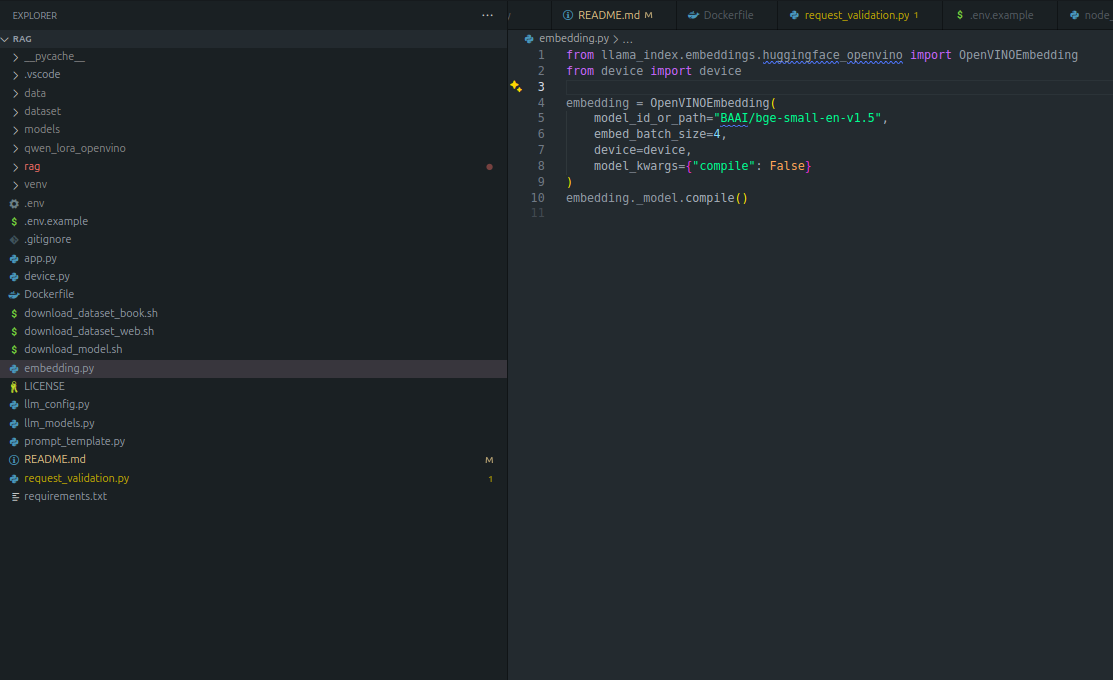 EXPLORER ...
RAG
__pycache__
.vscode
data
dataset
models
qwen_lora_openvino
rag
venv
.env
.env.example
.gitignore
app.py
device.py
Dockerfile
download_dataset_book.sh
download_dataset_web.sh
download_model.sh
embedding.py
LICENSE
llm_config.py
llm_models.py
prompt_template.py
README.md M
request_validation.py 1
requirements.txt
README.md M Dockerfile request_validation.py 1 $ .env.example node_
embedding.py > ...
1 from llama_index.embeddings.huggingface_openvino import OpenVINOEmbedding
2 from device import device
3
4 embedding = OpenVINOEmbedding(
5 model_id_or_path="BAAI/bge-small-en-v1.5",
6 embed_batch_size=4,
7 device=device,
8 model_kwargs={"compile": False}
9 )
10 embedding._model.compile()
11